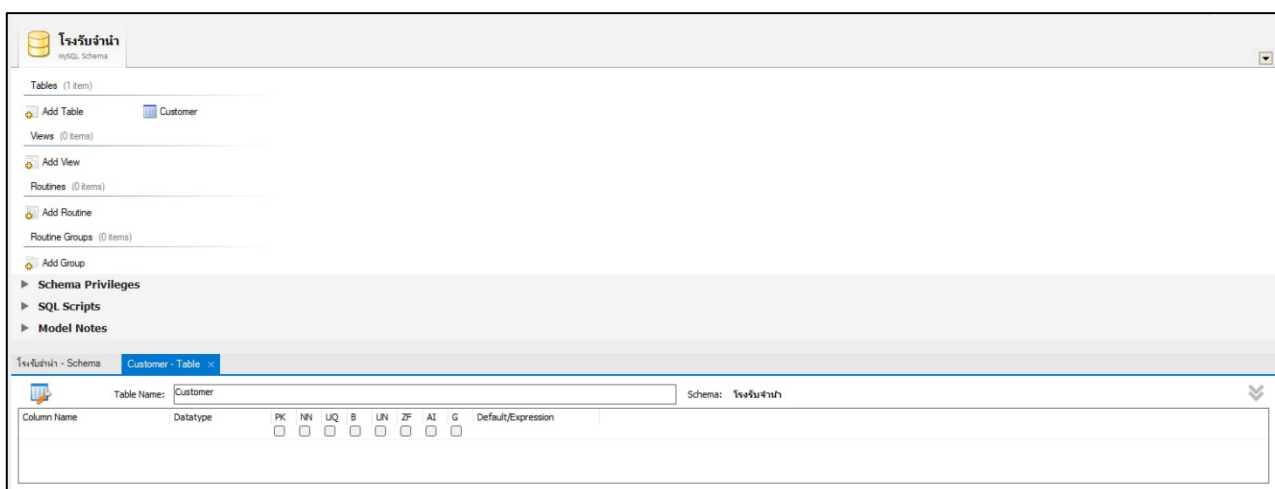 โรงรับจำนำ
MySQL Schema
Tables (1 item)
Add Table Customer
Views (0 items)
Add View
Routines (0 items)
Add Routine
Routine Groups (0 items)
Add Group
Schema Privileges
SQL Scripts
Model Notes
โรงรับจำนำ - Schema Customer - Table
Table Name: Customer Schema: โรงรับจำนำ
Column Name Datatype PK NN UQ B UN ZF AI G Default/Expression